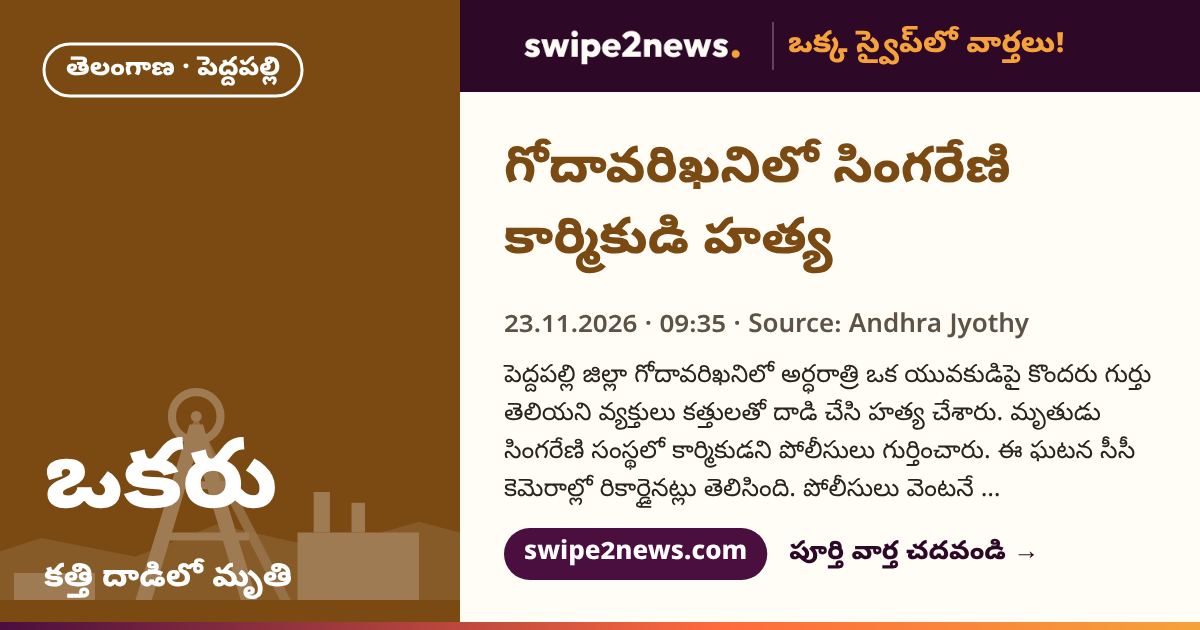 తెలంగాణ · పెద్దపల్లి
ఒకరు
కత్తి దాడిలో మృతి
swipe2news. ఒక్క స్వైప్‌లో వార్తలు!
గోదావరిఖనిలో సింగరేణి
కార్మికుడి హత్య
23.11.2026 · 09:35 · Source: Andhra Jyothy
పెద్దపల్లి జిల్లా గోదావరిఖనిలో అర్ధరాత్రి ఒక యువకుడిపై కొందరు గుర్తు
తెలియని వ్యక్తులు కత్తులతో దాడి చేసి హత్య చేశారు. మృతుడు
సింగరేణి సంస్థలో కార్మికుడని పోలీసులు గుర్తించారు. ఈ ఘటన సీసీ
కెమెరాల్లో రికార్డైనట్లు తెలిసింది. పోలీసులు వెంటనే ...
swipe2news.com పూర్తి వార్త చదవండి →